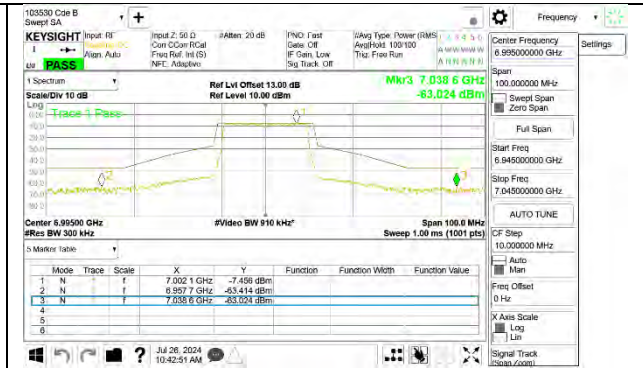 103530 Cde B
Swept SA
Frequency
KEYSIGHT
Input: RF
Align: Auto
PASS
Input Z: 50 Ω
Corr CCorr RCal
Freq Ref: Int (S)
NFE: Adaptive
#Atten: 20 dB
PNO: Fast
Gate: Off
IF Gain: Low
Sig Track: Off
#Avg Type: Power (RMS)
Avg|Hold: 100/100
Trig: Free Run
Center Frequency
6.995000000 GHz
Settings
Span
100.000000 MHz
Swept Span
Zero Span
Full Span
Start Freq
6.945000000 GHz
Stop Freq
7.045000000 GHz
AUTO TUNE
CF Step
10.000000 MHz
Auto
Man
Freq Offset
0 Hz
X Axis Scale
Log
Lin
Signal Track
(Span Zoom)
1 Spectrum
Scale/Div 10 dB
Log
Ref Lvl Offset 13.00 dB
Ref Level 10.00 dBm
Mkr3 7.038 6 GHz
-63.024 dBm
Trace 1 Pass
Center 6.99500 GHz
#Res BW 300 kHz
#Video BW 910 kHz*
Span 100.0 MHz
Sweep 1.00 ms (1001 pts)
5 Marker Table
Mode Trace Scale X Y Function Function Width Function Value
1 N f 7.002 1 GHz -7.456 dBm
2 N f 6.957 7 GHz -63.414 dBm
3 N f 7.038 6 GHz -63.024 dBm
4
5
6
Jul 26, 2024
10:42:51 AM